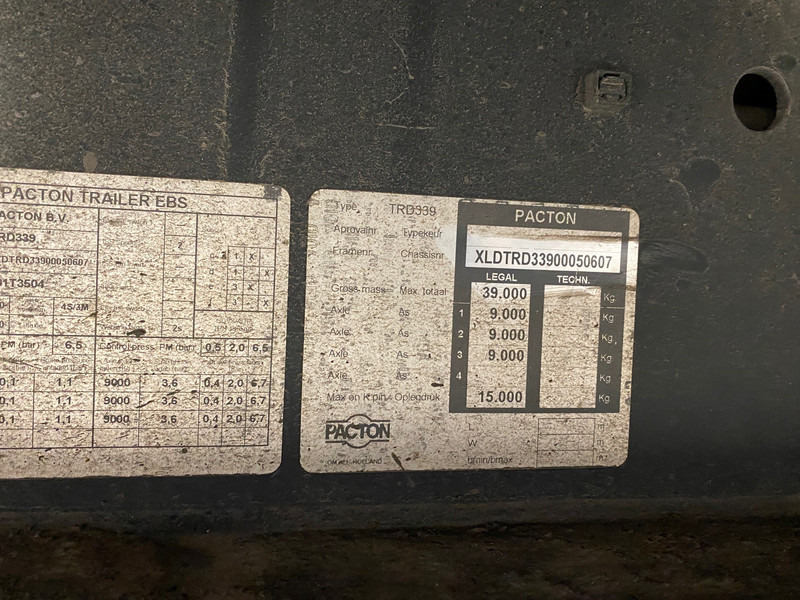 PACTON TRAILER EBS
ACTON B.V.
RD339
LDTRD33900050607
01T3504
4S/3M
2
2s
PM (bar) 6,5 Control press. PM (bar) 0,5 2,0 6,5
0,1 1,1 9000 3,6 0,4 2,0 6,7
0,1 1,1 9000 3,6 0,4 2,0 6,7
0,1 1,1 9000 3,6 0,4 2,0 6,7
Type TRD339 PACTON
Aprovalnr. Typekeur
Framenr. Chassisnr. XLDTRD33900050607
LEGAL TECHN.
Gross mass Max. totaal 39.000 Kg
Axle As 1 9.000 Kg
Axle As 2 9.000 Kg
Axle As 3 9.000 Kg
Axle As 4 Kg
Max on K.pin Oplegdruk 15.000 Kg
PACTON
L
W
bmin/bmax